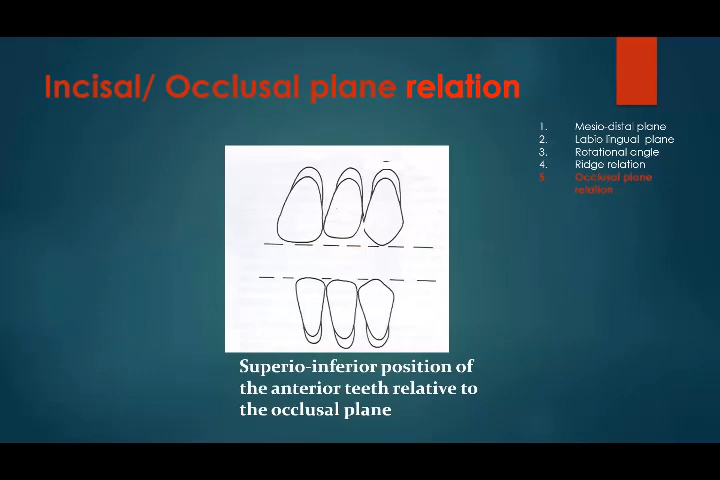 Incisal/ Occlusal plane relation
1. Mesio-distal plane
2. Labio lingual plane
3. Rotational angle
4. Ridge relation
5. Occlusal plane
relation
Superio-inferior position of
the anterior teeth relative to
the occlusal plane